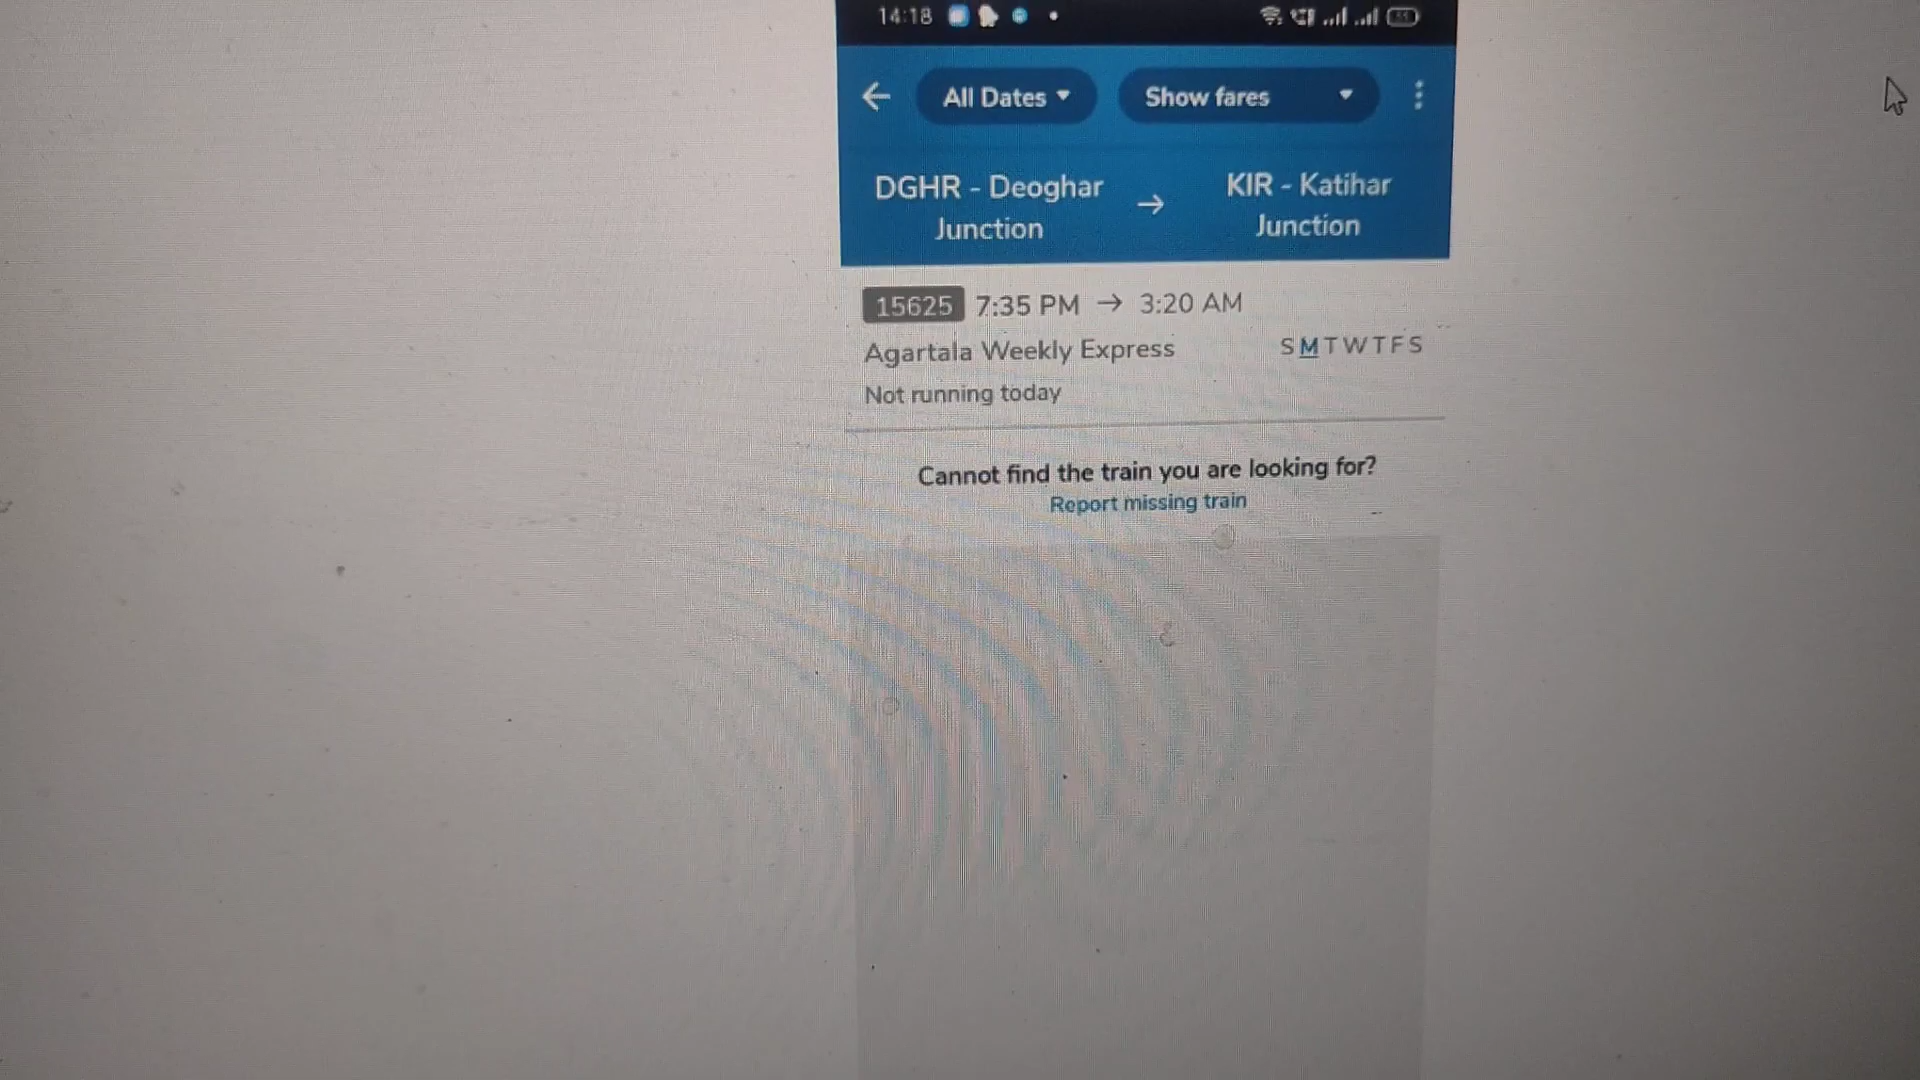 14:18
All Dates
Show fares
DGHR - Deoghar
Junction
→
KIR - Katihar
Junction
15625 7:35 PM → 3:20 AM
Agartala Weekly Express
SMTWTFS
Not running today
Cannot find the train you are looking for?
Report missing train